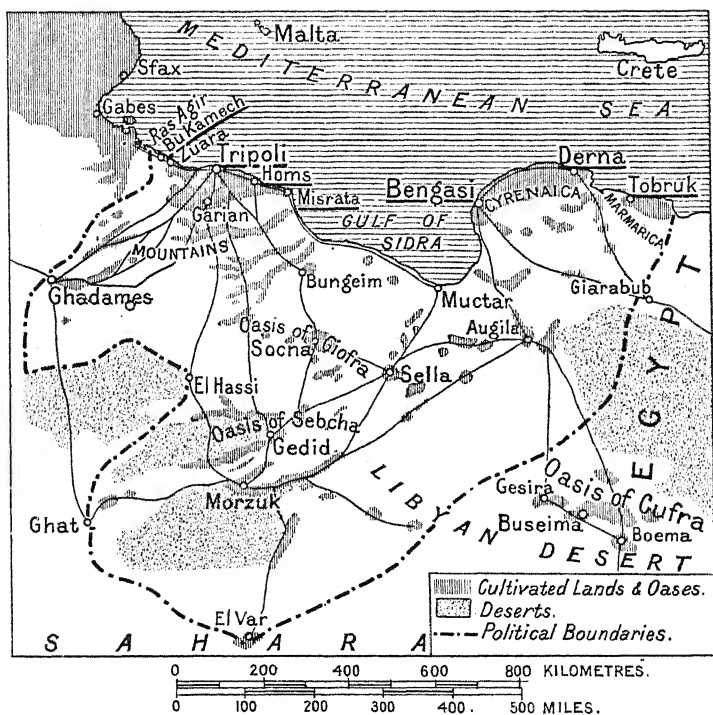 Malta
MEDITERRANEAN SEA
Crete
Sfax
Gabes
Ras Agir
Bu Kamech
Zuara
Tripoli
Homs
Misrata
Garian
MOUNTAINS
GULF OF
SIDRA
Bengasi
CYRENAICA
Derna
Tobruk
MARMARICA
Ghadames
Bungeim
Muctar
Giarabub
EGYPT
Augila
Oasis of Giofra
Socna
Sella
El Hassi
Oasis of Sebcha
Gedid
Morzuk
Ghat
LIBYAN DESERT
Gesira
Oasis of Cufra
Buseima
Boema
El Var
SAHARA
Cultivated Lands & Oases.
Deserts.
Political Boundaries.
0 200 400 600 800 KILOMETRES.
0 100 200 300 400. 500 MILES.